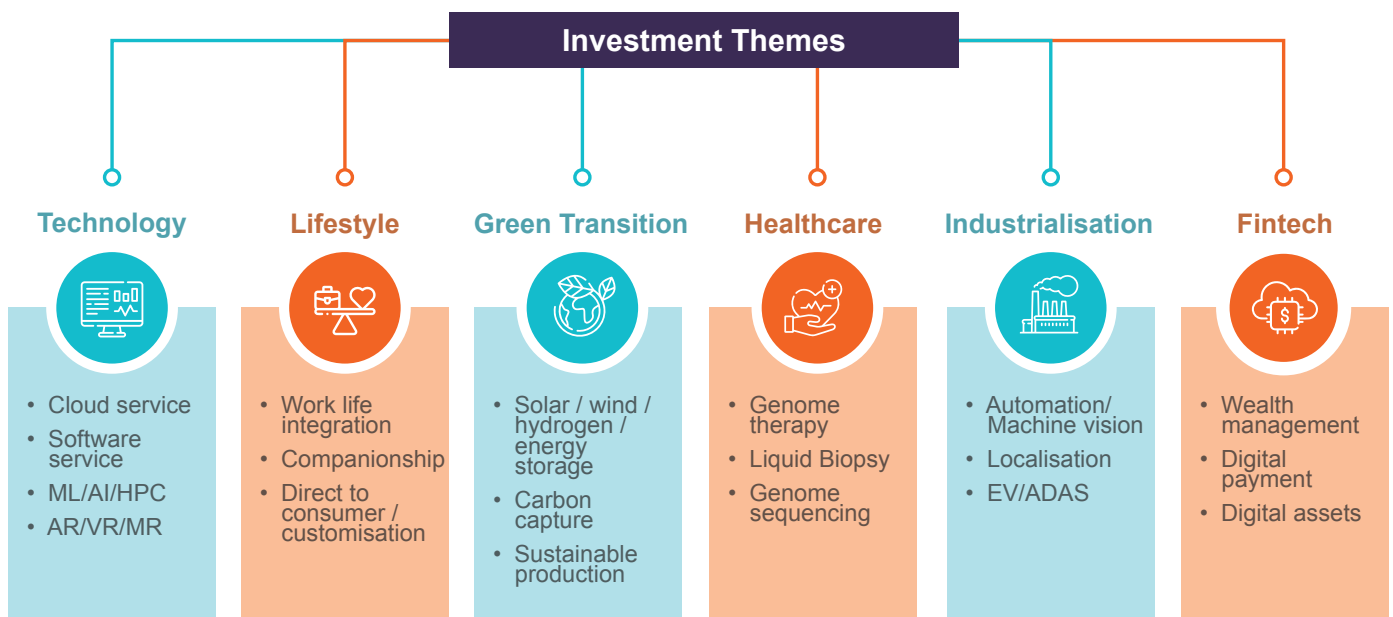 Investment Themes
Technology
• Cloud service
• Software
service
• ML/AI/HPC
• AR/VR/MR
Lifestyle
• Work life
integration
• Companionship
• Direct to
consumer /
customisation
Green Transition
• Solar / wind /
hydrogen /
energy
storage
• Carbon
capture
• Sustainable
production
Healthcare
• Genome
therapy
• Liquid Biopsy
• Genome
sequencing
Industrialisation
• Automation/
Machine vision
• Localisation
• EV/ADAS
Fintech
$
• Wealth
management
• Digital
payment
• Digital assets